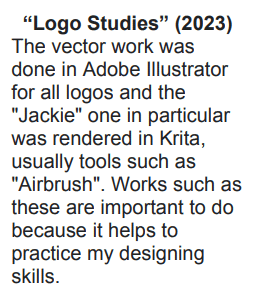 “Logo Studies” (2023)
The vector work was
done in Adobe Illustrator
for all logos and the
"Jackie" one in particular
was rendered in Krita,
usually tools such as
"Airbrush". Works such as
these are important to do
because it helps to
practice my designing
skills.